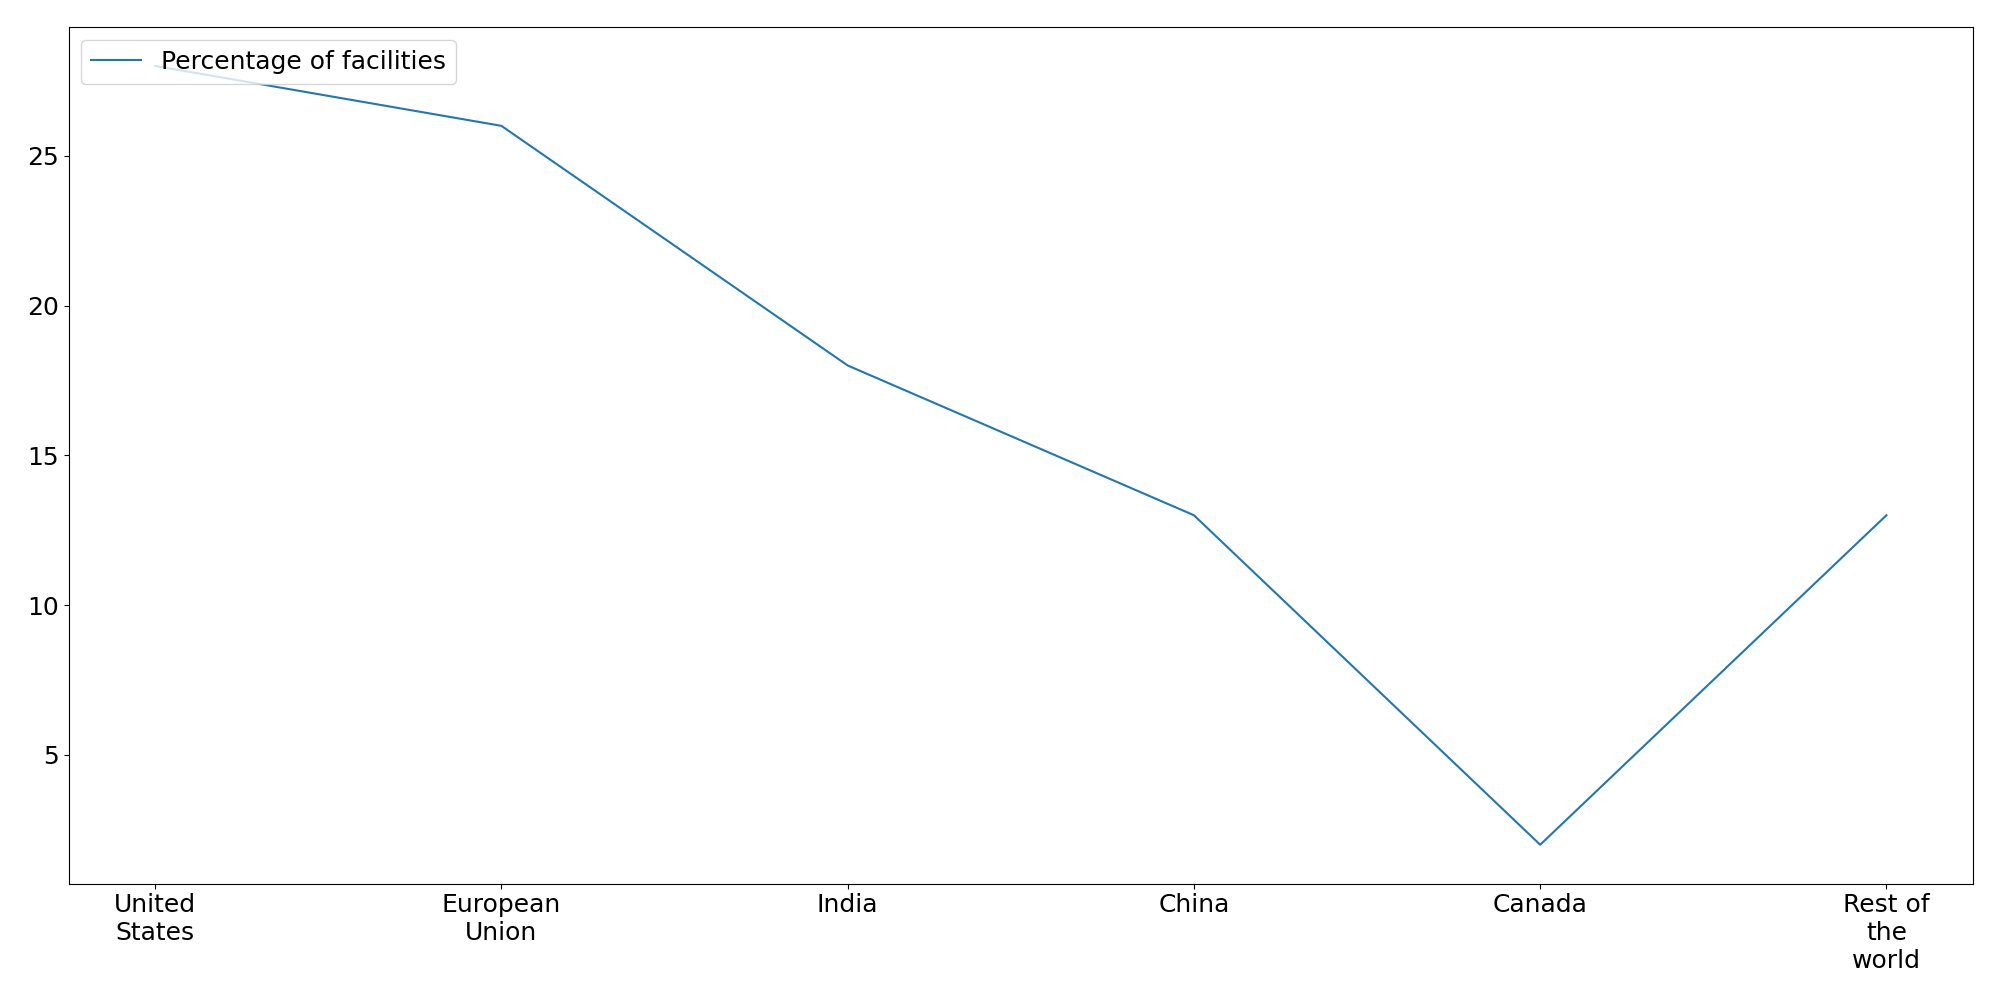 Percentage of facilities
25
20
15
10
5
United
States
European
Union
India
China
Canada
Rest of
the
world